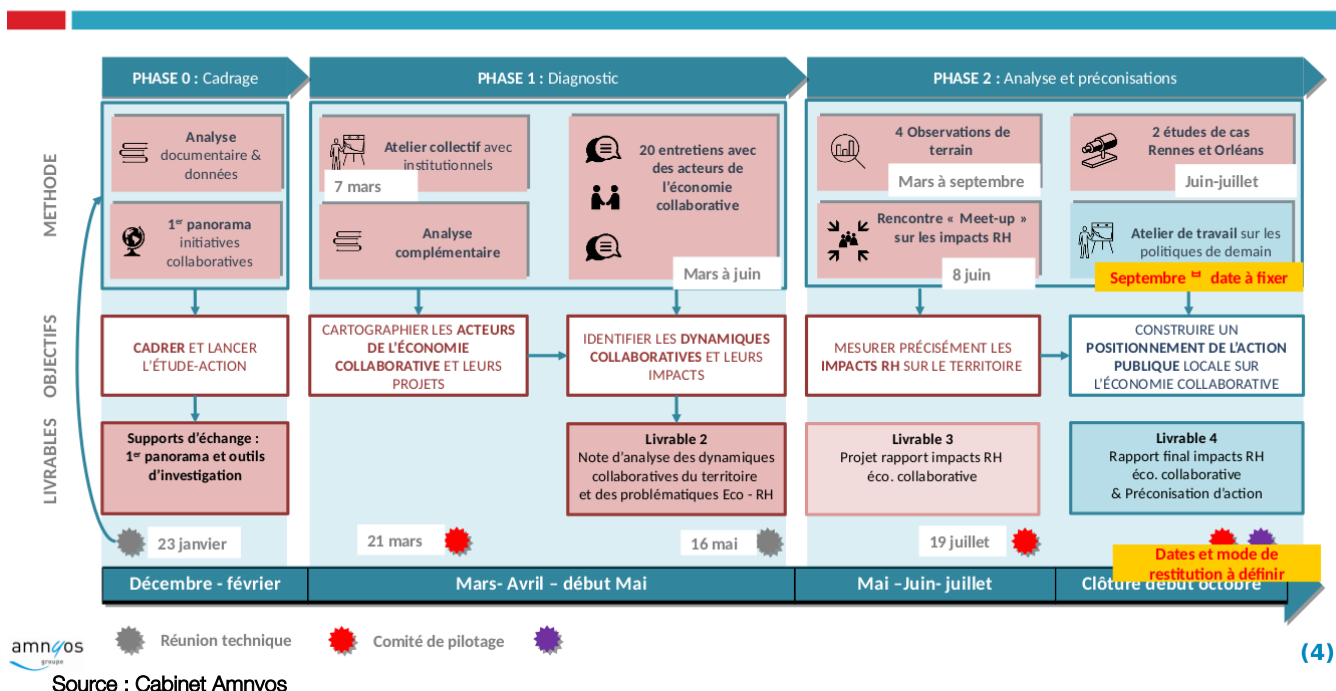 PHASE 0 : Cadrage
PHASE 1 : Diagnostic
PHASE 2 : Analyse et préconisations
METHODE
Analyse
documentaire &
données
1er panorama
initiatives
collaboratives
Atelier collectif avec
institutionnels
7 mars
Analyse
complémentaire
20 entretiens avec
des acteurs de
l'économie
collaborative
Mars à juin
4 Observations de
terrain
Mars à septembre
Rencontre « Meet-up »
sur les impacts RH
8 juin
2 études de cas
Rennes et Orléans
Juin-juillet
Atelier de travail sur les
politiques de demain
Septembre date à fixer
OBJECTIFS
CADRER ET LANCER
L'ÉTUDE-ACTION
CARTOGRAPHIER LES ACTEURS
DE L'ÉCONOMIE
COLLABORATIVE ET LEURS
PROJETS
IDENTIFIER LES DYNAMIQUES
COLLABORATIVES ET LEURS
IMPACTS
MESURER PRÉCISÉMENT LES
IMPACTS RH SUR LE TERRITOIRE
CONSTRUIRE UN
POSITIONNEMENT DE L'ACTION
PUBLIQUE LOCALE SUR
L'ÉCONOMIE COLLABORATIVE
LIVRABLES
Supports d'échange :
1er panorama et outils
d'investigation
Livrable 2
Note d'analyse des dynamiques
collaboratives du territoire
et des problématiques Eco - RH
Livrable 3
Projet rapport impacts RH
éco. collaborative
Livrable 4
Rapport final impacts RH
éco. collaborative
& Préconisation d'action
23 janvier
21 mars
16 mai
19 juillet
Dates et mode de
restitution à définir
Décembre - février
Mars- Avril – début Mai
Mai –Juin- juillet
Clôture début octobre
Réunion technique
Comité de pilotage
amnyos
groupe
(4)
Source : Cabinet Amnyos